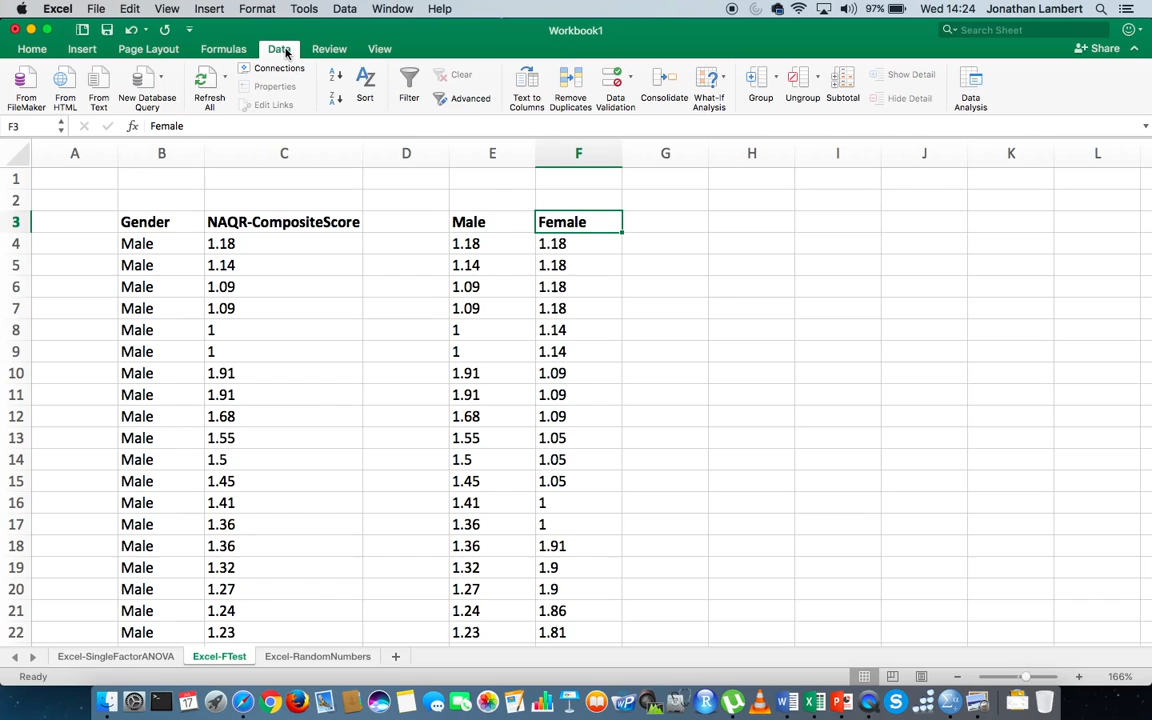 Excel File Edit View Insert Format Tools Data Window Help 97% Wed 14:24 Jonathan Lambert
Workbook1 Search Sheet
Home Insert Page Layout Formulas Data Review View Share
From FileMaker From HTML From Text New Database Query Refresh All Connections Properties Edit Links Sort Filter Clear Advanced Text to Columns Remove Duplicates Data Validation Consolidate What-If Analysis Group Ungroup Subtotal Show Detail Hide Detail Data Analysis
F3 fx Female
A B C D E F G H I J K L
1
2
3 Gender NAQR-CompositeScore Male Female
4 Male 1.18 1.18 1.18
5 Male 1.14 1.14 1.18
6 Male 1.09 1.09 1.18
7 Male 1.09 1.09 1.18
8 Male 1 1 1.14
9 Male 1 1 1.14
10 Male 1.91 1.91 1.09
11 Male 1.91 1.91 1.09
12 Male 1.68 1.68 1.09
13 Male 1.55 1.55 1.05
14 Male 1.5 1.5 1.05
15 Male 1.45 1.45 1.05
16 Male 1.41 1.41 1
17 Male 1.36 1.36 1
18 Male 1.36 1.36 1.91
19 Male 1.32 1.32 1.9
20 Male 1.27 1.27 1.9
21 Male 1.24 1.24 1.86
22 Male 1.23 1.23 1.81
Excel-SingleFactorANOVA Excel-FTest Excel-RandomNumbers
Ready 166%